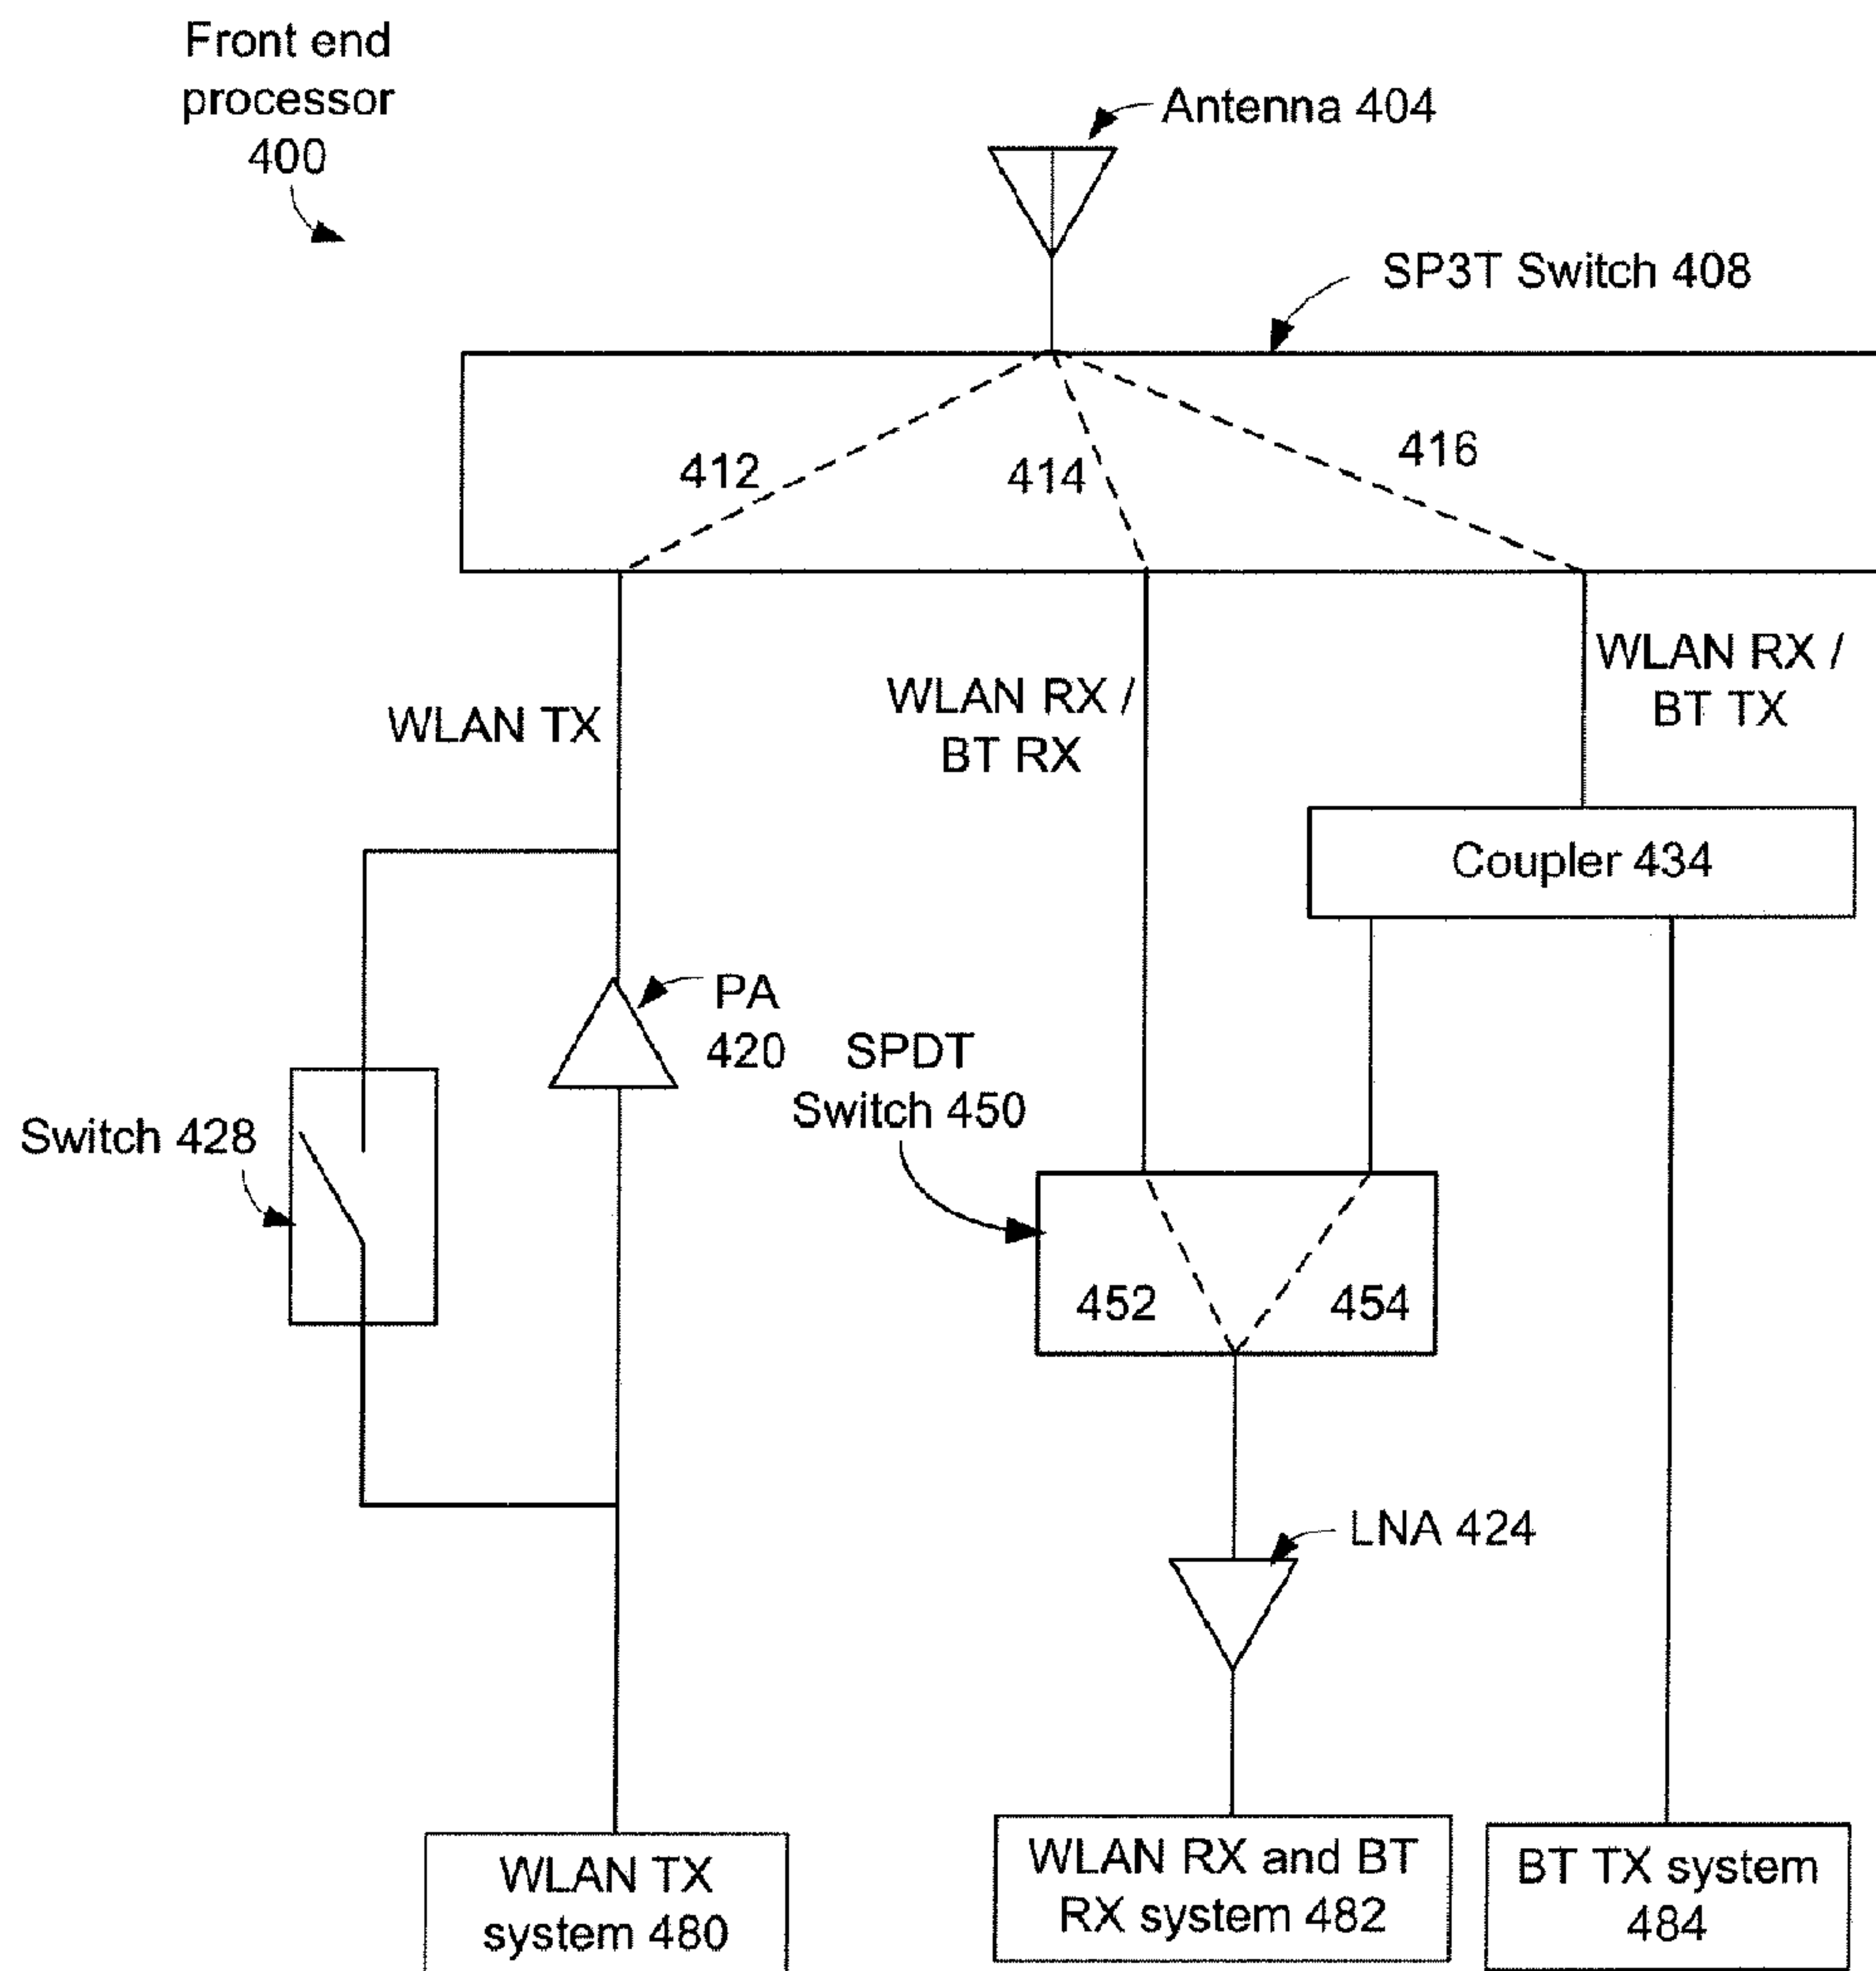 Front end
processor
400
Antenna 404
SP3T Switch 408
412
414
416
WLAN TX
WLAN RX /
BT RX
WLAN RX /
BT TX
Coupler 434
PA
420
SPDT
Switch 450
Switch 428
452
454
LNA 424
WLAN TX
system 480
WLAN RX and BT
RX system 482
BT TX system
484